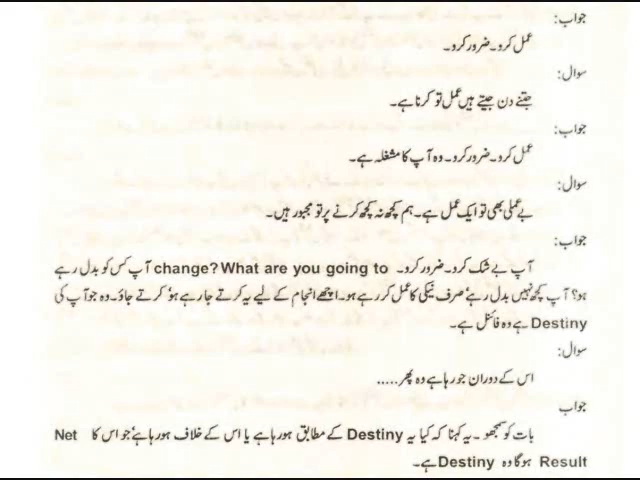 جواب:
عمل کرو۔ ضرور کرو۔
سوال:
جتنے دن جیتے ہیں عمل تو کرنا ہے۔
جواب:
عمل کرو۔ ضرور کرو۔ وہ آپ کا مشغلہ ہے۔
سوال:
بے عملی بھی تو ایک عمل ہے۔ ہم کچھ نہ کچھ کرنے پر تو مجبور ہیں۔
جواب:
آپ بے شک کرو۔ ضرور کرو۔ change? What are you going to آپ کس کو بدل رہے
ہو؟ آپ کچھ نہیں بدل رہے‘ صرف نیکی کا عمل کر رہے ہو۔ اچھے انجام کے لیے یہ کرتے جا رہے ہو‘ کرتے جاؤ۔ وہ جو آپ کی
Destiny ہے وہ فائنل ہے۔
سوال:
اس کے دوران جو رہا ہے وہ پھر.....
جواب
بات کو سمجھو۔ یہ کہنا کہ کیا یہ Destiny کے مطابق ہو رہا ہے یا اس کے خلاف ہو رہا ہے‘ جو اس کا Net
Result ہوگا وہ Destiny ہے۔